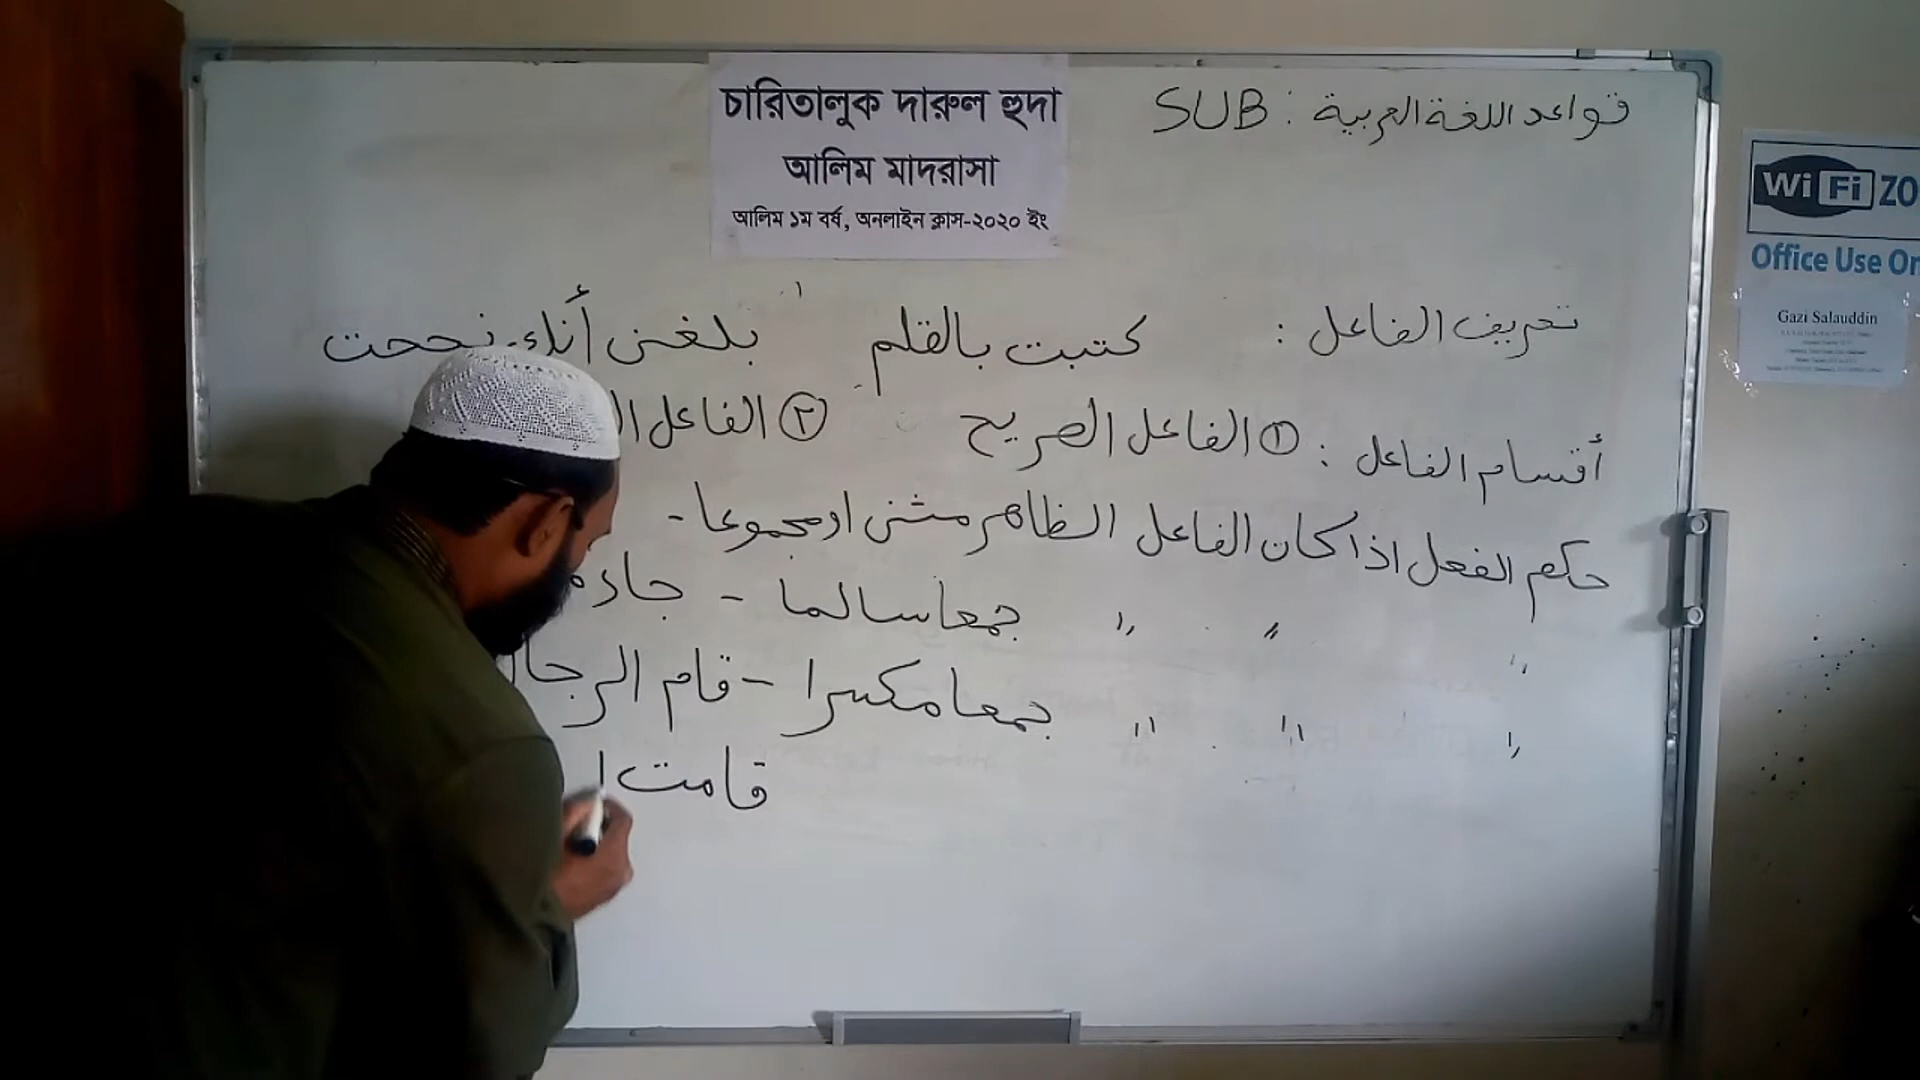 চারিতালুক দারুল হুদা
আলিম মাদরাসা
আলিম ১ম বর্ষ, অনলাইন ক্লাস-২০২০ ইং
SUB : قواعد اللغة العربية
تعريف الفاعل : كتبت بالقلم بلغني أنك نجحت
أقسام الفاعل : ① الفاعل الصريح ② الفاعل
حكم الفعل اذا كان الفاعل الظاهر مثنى او مجموعا -
" " " جمعا سالما - جاء
" " " جمعا مكسرا - قام الرجا
قامت ا
WiFi ZO
Office Use On
Gazi Salauddin